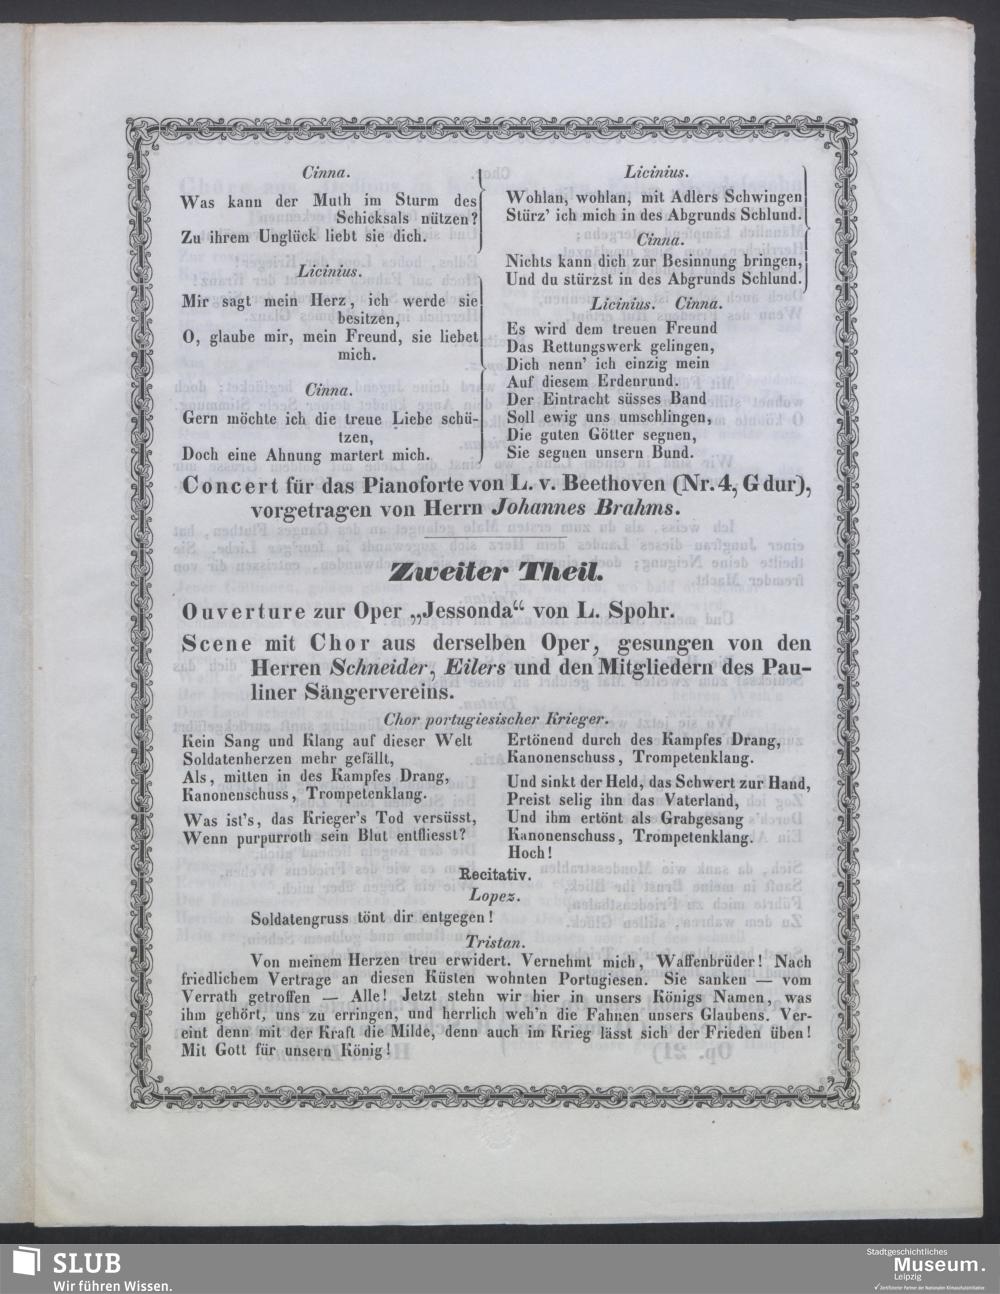 Cinna.
Was kann der Muth im Sturm des
Schicksals nützen?
Zu ihrem Unglück liebt sie dich.
Licinius.
Mir sagt mein Herz, ich werde sie
besitzen,
O, glaube mir, mein Freund, sie liebet
mich.
Cinna.
Gern möchte ich die treue Liebe schü-
tzen,
Doch eine Ahnung martert mich.
Licinius.
Wohlan, wohlan, mit Adlers Schwingen
Stürz' ich mich in des Abgrunds Schlund.
Cinna.
Nichts kann dich zur Besinnung bringen,
Und du stürzst in des Abgrunds Schlund.
Licinius. Cinna.
Es wird dem treuen Freund
Das Rettungswerk gelingen,
Dich nenn' ich einzig mein
Auf diesem Erdenrund.
Der Eintracht süsses Band
Soll ewig uns umschlingen,
Die guten Götter segnen,
Sie segnen unsern Bund.
Concert für das Pianoforte von L. v. Beethoven (Nr. 4, G dur),
vorgetragen von Herrn Johannes Brahms.
Zweiter Theil.
Ouverture zur Oper „Jessonda“ von L. Spohr.
Scene mit Chor aus derselben Oper, gesungen von den
Herren Schneider, Eilers und den Mitgliedern des Pau-
liner Sängervereins.
Chor portugiesischer Krieger.
Kein Sang und Klang auf dieser Welt
Soldatenherzen mehr gefällt,
Als, mitten in des Kampfes Drang,
Kanonenschuss, Trompetenklang.
Was ist's, das Krieger's Tod versüsst,
Wenn purpurroth sein Blut entfliesst?
Ertönend durch des Kampfes Drang,
Kanonenschuss, Trompetenklang.
Und sinkt der Held, das Schwert zur Hand,
Preist selig ihn das Vaterland,
Und ihm ertönt als Grabgesang
Kanonenschuss, Trompetenklang.
Hoch!
Recitativ.
Lopez.
Soldatengruss tönt dir entgegen!
Tristan.
Von meinem Herzen treu erwidert. Vernehmt mich, Waffenbrüder! Nach
friedlichem Vertrage an diesen Küsten wohnten Portugiesen. Sie sanken — vom
Verrath getroffen — Alle! Jetzt stehn wir hier in unsers Königs Namen, was
ihm gehört, uns zu erringen, und herrlich weh'n die Fahnen unsers Glaubens. Ver-
eint denn mit der Kraft die Milde, denn auch im Krieg lässt sich der Frieden üben!
Mit Gott für unsern König!
SLUB
Wir führen Wissen.
Stadtgeschichtliches
Museum.
Leipzig